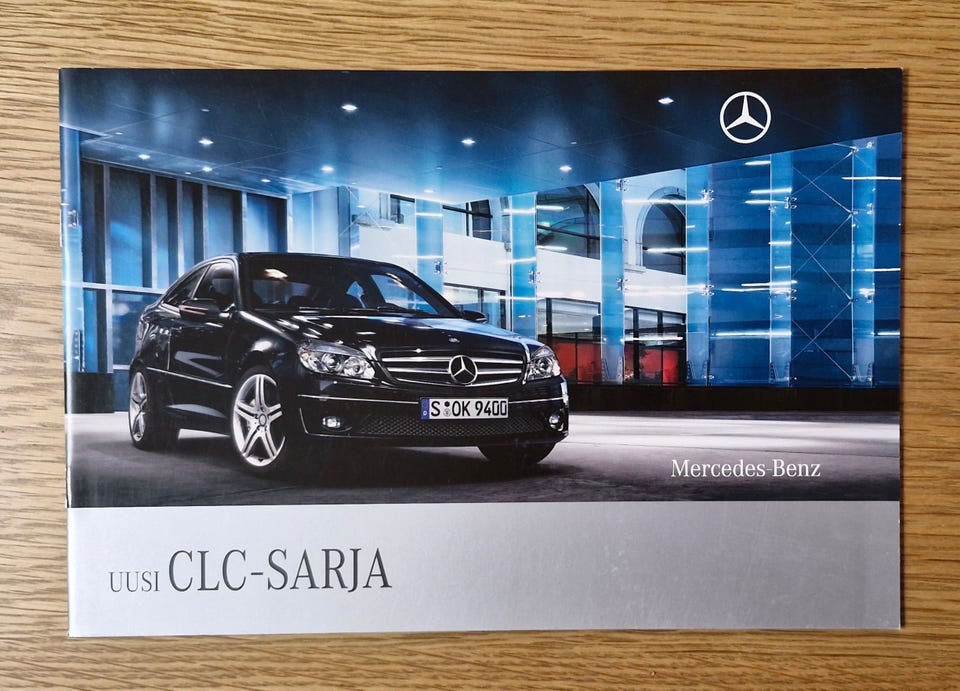 S OK 9400
D
Mercedes-Benz
UUSI CLC-SARJA